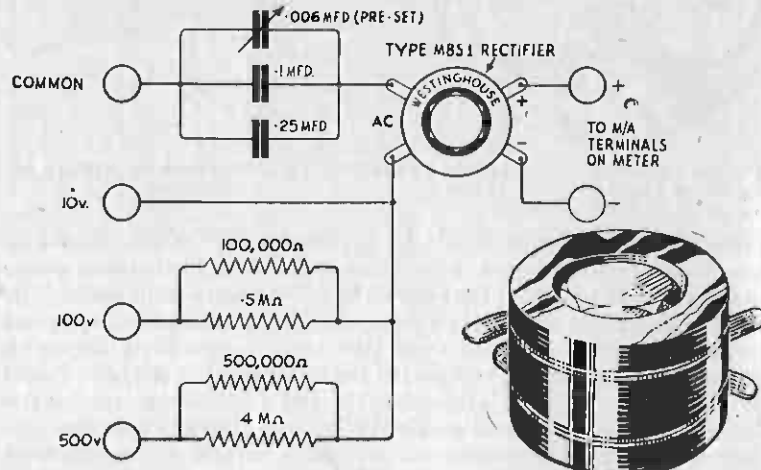 .006 MFD (PRE-SET)
TYPE MBS1 RECTIFIER
COMMON
.1 MFD.
WESTINGHOUSE
+
+
AC
.25 MFD
TO M/A
TERMINALS
ON METER
-
-
10v.
100,000Ω
100v
.5 MΩ
500,000Ω
500v
4 MΩ